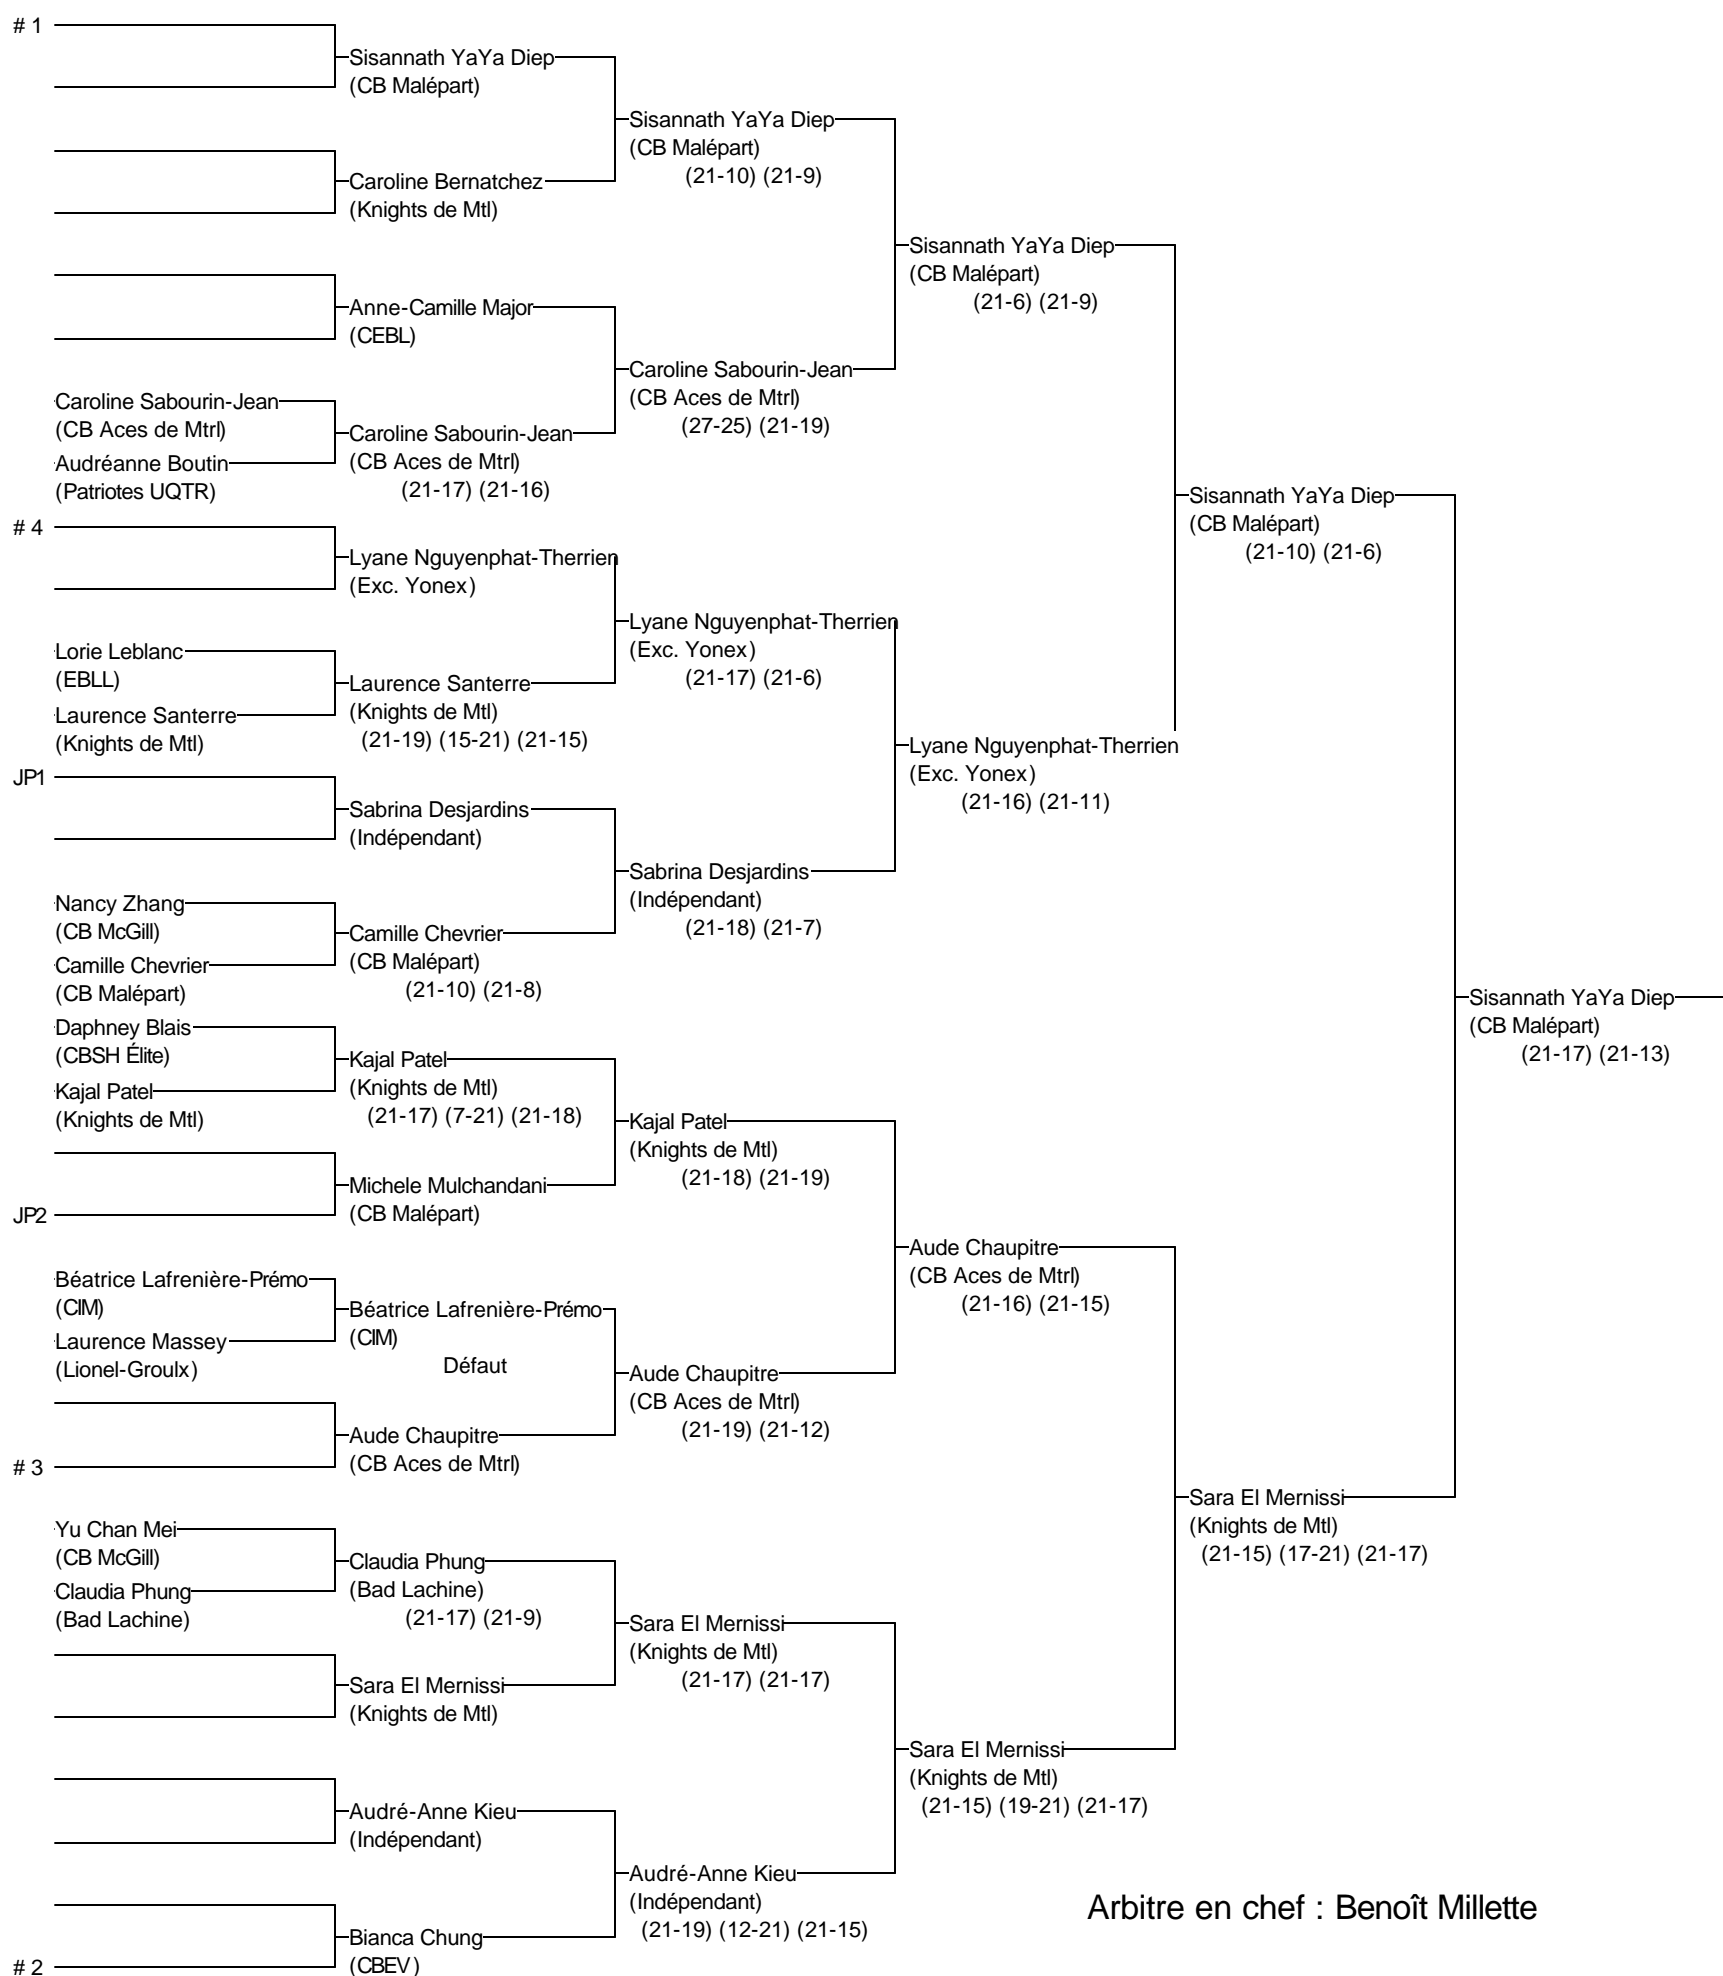 # 1
Sisannath YaYa Diep
(CB Malépart)
Sisannath YaYa Diep
(CB Malépart)
(21-10) (21-9)
Caroline Bernatchez
(Knights de Mtl)
Sisannath YaYa Diep
(CB Malépart)
(21-6) (21-9)
Anne-Camille Major
(CEBL)
Caroline Sabourin-Jean
(CB Aces de Mtrl)
(27-25) (21-19)
Caroline Sabourin-Jean
(CB Aces de Mtrl)
Caroline Sabourin-Jean
(CB Aces de Mtrl)
(21-17) (21-16)
Audréanne Boutin
(Patriotes UQTR)
Sisannath YaYa Diep
(CB Malépart)
(21-10) (21-6)
# 4
Lyane Nguyenphat-Therrien
(Exc. Yonex)
Lyane Nguyenphat-Therrien
(Exc. Yonex)
(21-17) (21-6)
Lorie Leblanc
(EBLL)
Laurence Santerre
(Knights de Mtl)
(21-19) (15-21) (21-15)
Laurence Santerre
(Knights de Mtl)
Lyane Nguyenphat-Therrien
(Exc. Yonex)
(21-16) (21-11)
JP1
Sabrina Desjardins
(Indépendant)
Sabrina Desjardins
(Indépendant)
(21-18) (21-7)
Nancy Zhang
(CB McGill)
Camille Chevrier
(CB Malépart)
(21-10) (21-8)
Camille Chevrier
(CB Malépart)
Sisannath YaYa Diep
(CB Malépart)
(21-17) (21-13)
Daphney Blais
(CBSH Élite)
Kajal Patel
(Knights de Mtl)
(21-17) (7-21) (21-18)
Kajal Patel
(Knights de Mtl)
Kajal Patel
(Knights de Mtl)
(21-18) (21-19)
Michele Mulchandani
(CB Malépart)
JP2
Aude Chaupitre
(CB Aces de Mtrl)
(21-16) (21-15)
Béatrice Lafrenière-Prémo
(CIM)
Béatrice Lafrenière-Prémo
(CIM)
Défaut
Laurence Massey
(Lionel-Groulx)
Aude Chaupitre
(CB Aces de Mtrl)
(21-19) (21-12)
Aude Chaupitre
(CB Aces de Mtrl)
# 3
Sara El Mernissi
(Knights de Mtl)
(21-15) (17-21) (21-17)
Yu Chan Mei
(CB McGill)
Claudia Phung
(Bad Lachine)
(21-17) (21-9)
Claudia Phung
(Bad Lachine)
Sara El Mernissi
(Knights de Mtl)
(21-17) (21-17)
Sara El Mernissi
(Knights de Mtl)
Sara El Mernissi
(Knights de Mtl)
(21-15) (19-21) (21-17)
Audré-Anne Kieu
(Indépendant)
Audré-Anne Kieu
(Indépendant)
(21-19) (12-21) (21-15)
Bianca Chung
(CBEV)
# 2
Arbitre en chef : Benoît Millette